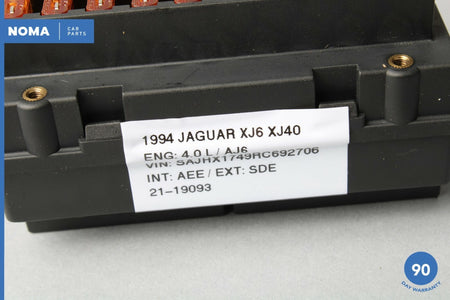 NOMA
CAR
PARTS
1994 JAGUAR XJ6 XJ40
ENG: 4.0 L / AJ6
VIN: SAJHX1749RC692706
INT: AEE / EXT: SDE
21-19093
90
DAY WARRANTY